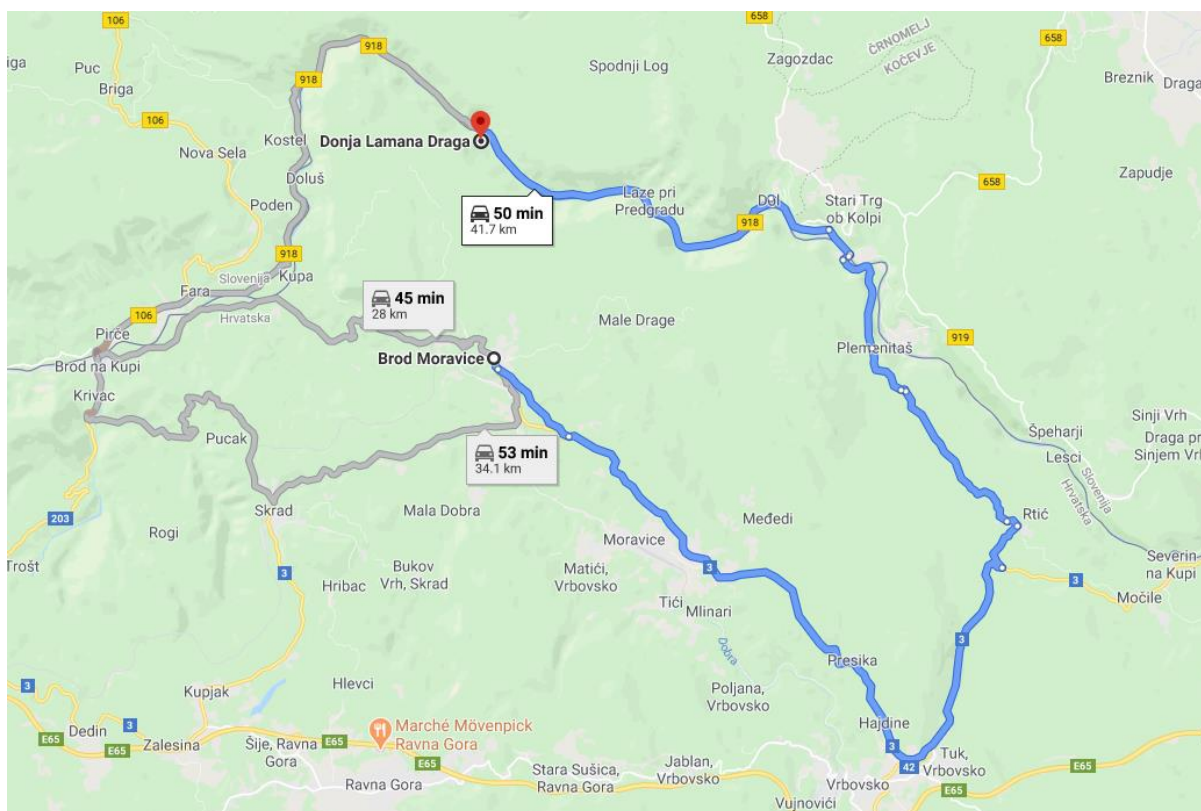 106
658
658
ČRNOMELJ
KOČEVJE
Puc
Briga
Spodnji Log
Zagozdac
Breznik
Draga
918
918
106
Kostel
Donja Lamana Draga
Nova Sela
Doluš
Poden
50 min
41.7 km
Laze pri
Predgradu
Dol
918
Stari Trg
ob Kolpi
658
Zapudje
918
Slovenija
Kupa
Fara
Hrvatska
106
Pirče
Brod na Kupi
Krivac
45 min
28 km
Male Drage
Brod Moravice
Plemenitaš
919
Pucak
53 min
34.1 km
Špeharji
Lesci
Slovenija
Hrvatska
Sinji Vrh
Draga pri
Sinjem Vrh
Skrad
Mala Dobra
203
Rogi
Trošt
Međedi
Moravice
Rtić
Severin
na Kupi
3
Močile
3
Bukov
Vrh, Skrad
Hribac
Matići,
Vrbovsko
3
Tići
Mlinari
Dobra
3
Presika
Hlevci
Poljana,
Vrbovsko
Kupjak
3
3
Dedin
E65
Zalesina
E65
Šije, Ravna
Gora
E65
Marché Mövenpick
Ravna Gora
E65
Ravna Gora
Stara Sušica,
Ravna Gora
Jablan,
Vrbovsko
Hajdine
3
42
Tuk,
Vrbovsko
Vrbovsko
Vujnovići
E65